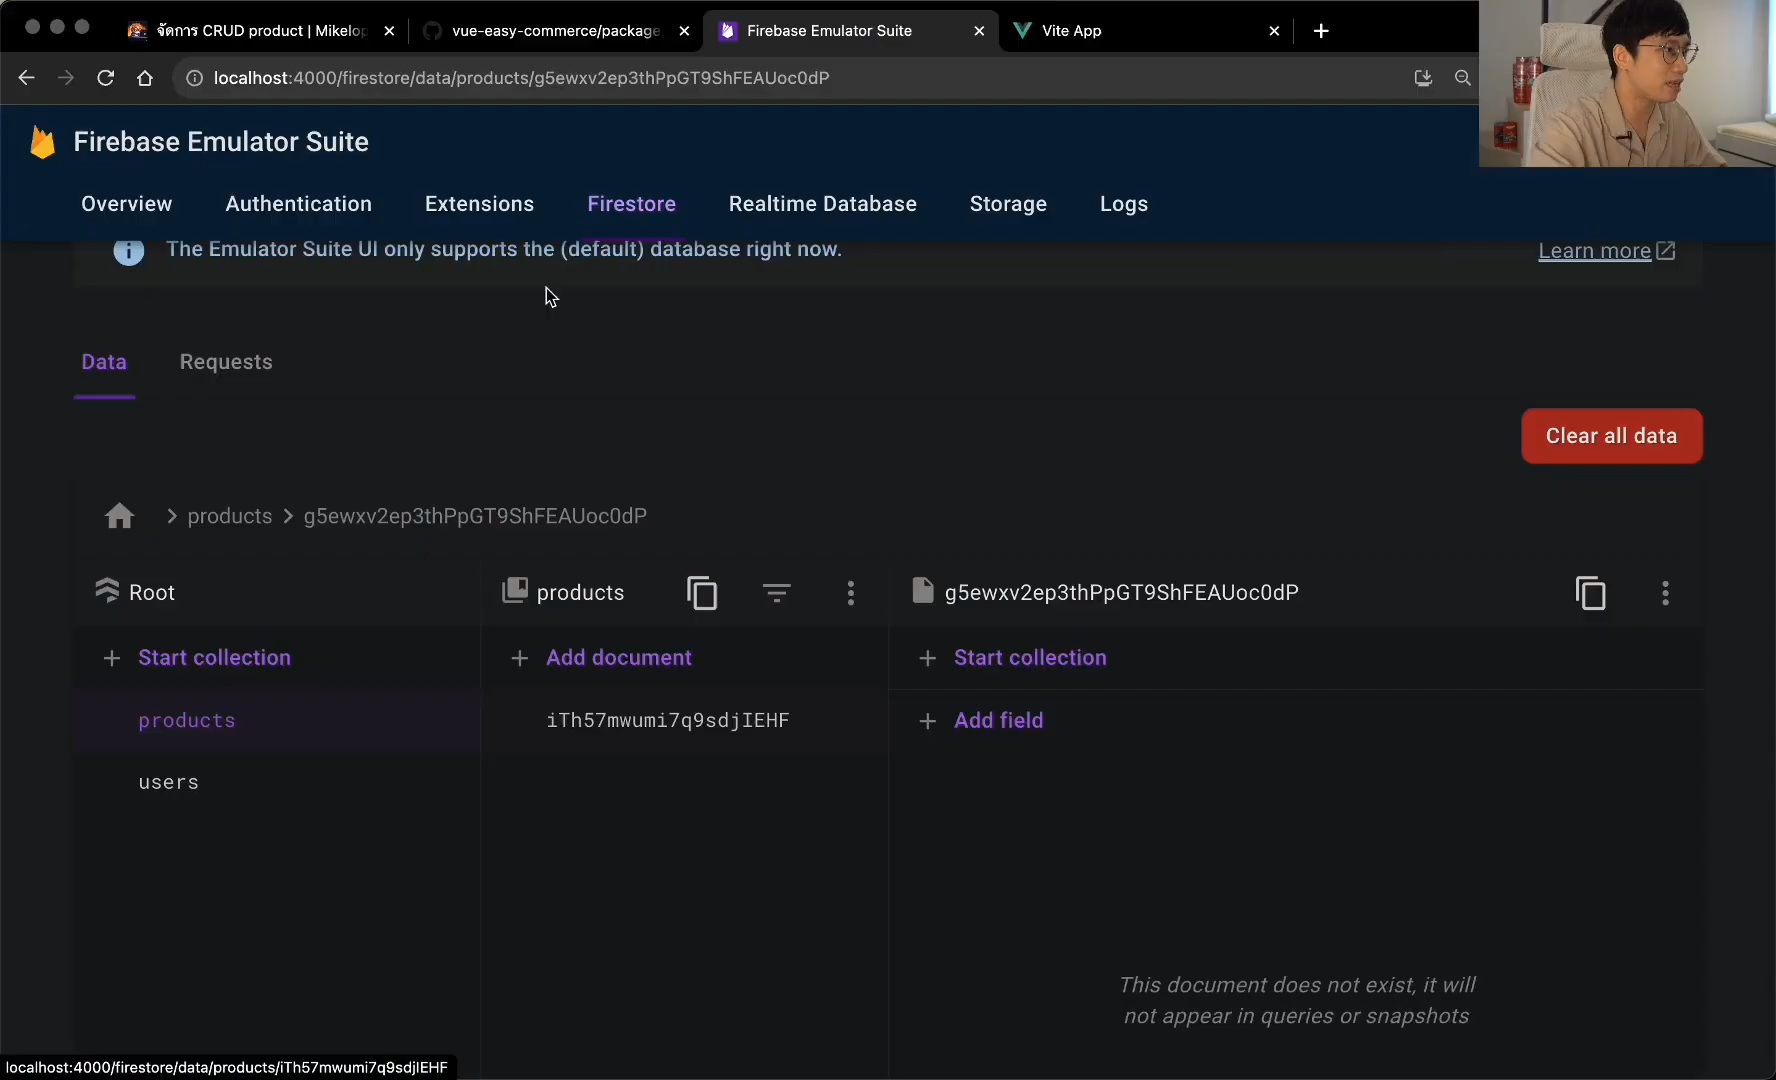 จัดการ CRUD product | Mikelop
vue-easy-commerce/package
Firebase Emulator Suite
Vite App
localhost:4000/firestore/data/products/g5ewxv2ep3thPpGT9ShFEAUoc0dP
Firebase Emulator Suite
Overview
Authentication
Extensions
Firestore
Realtime Database
Storage
Logs
The Emulator Suite UI only supports the (default) database right now.
Learn more
Data
Requests
Clear all data
products
g5ewxv2ep3thPpGT9ShFEAUoc0dP
Root
products
g5ewxv2ep3thPpGT9ShFEAUoc0dP
Start collection
Add document
Start collection
products
iTh57mwumi7q9sdjIEHF
Add field
users
This document does not exist, it will
not appear in queries or snapshots
localhost:4000/firestore/data/products/iTh57mwumi7q9sdjIEHF